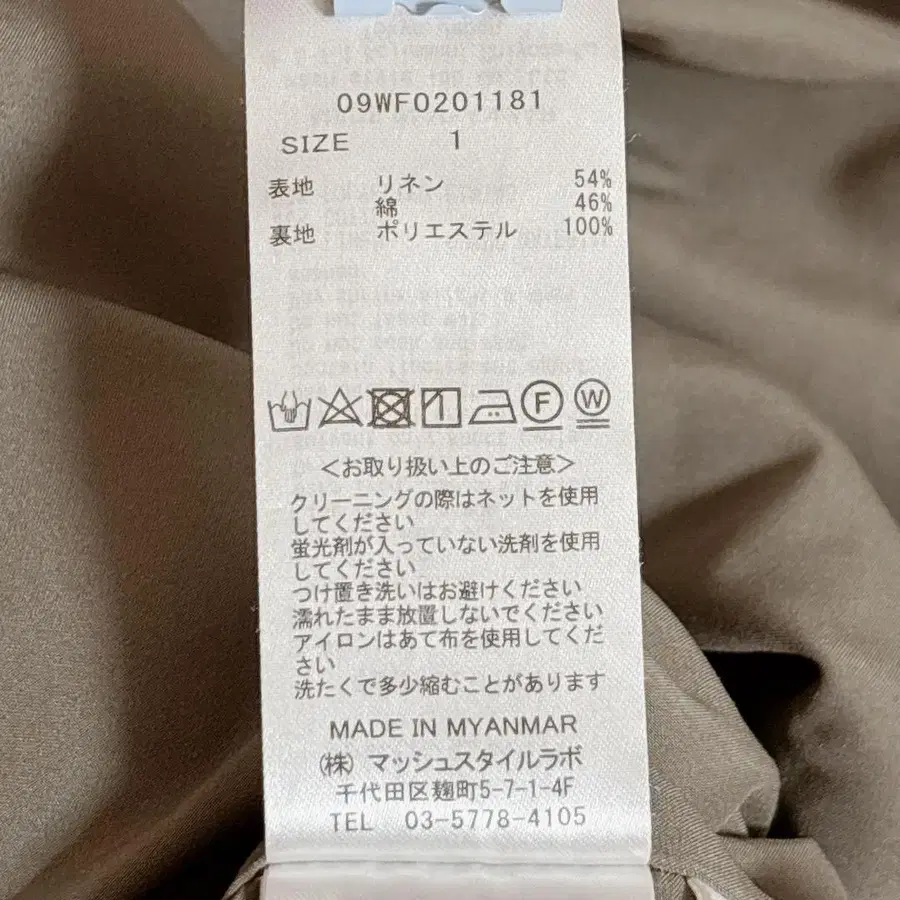 09WF0201181
SIZE 1
表地 リネン 54%
綿 46%
裏地 ポリエステル 100%
F W
<お取り扱い上のご注意>
クリーニングの際はネットを使用
してください
蛍光剤が入っていない洗剤を使用
してください
つけ置き洗いはお避けください
濡れたまま放置しないでください
アイロンはあて布を使用してくだ
さい
洗たくで多少縮むことがあります
MADE IN MYANMAR
(株) マッシュスタイルラボ
千代田区麹町5-7-1-4F
TEL 03-5778-4105